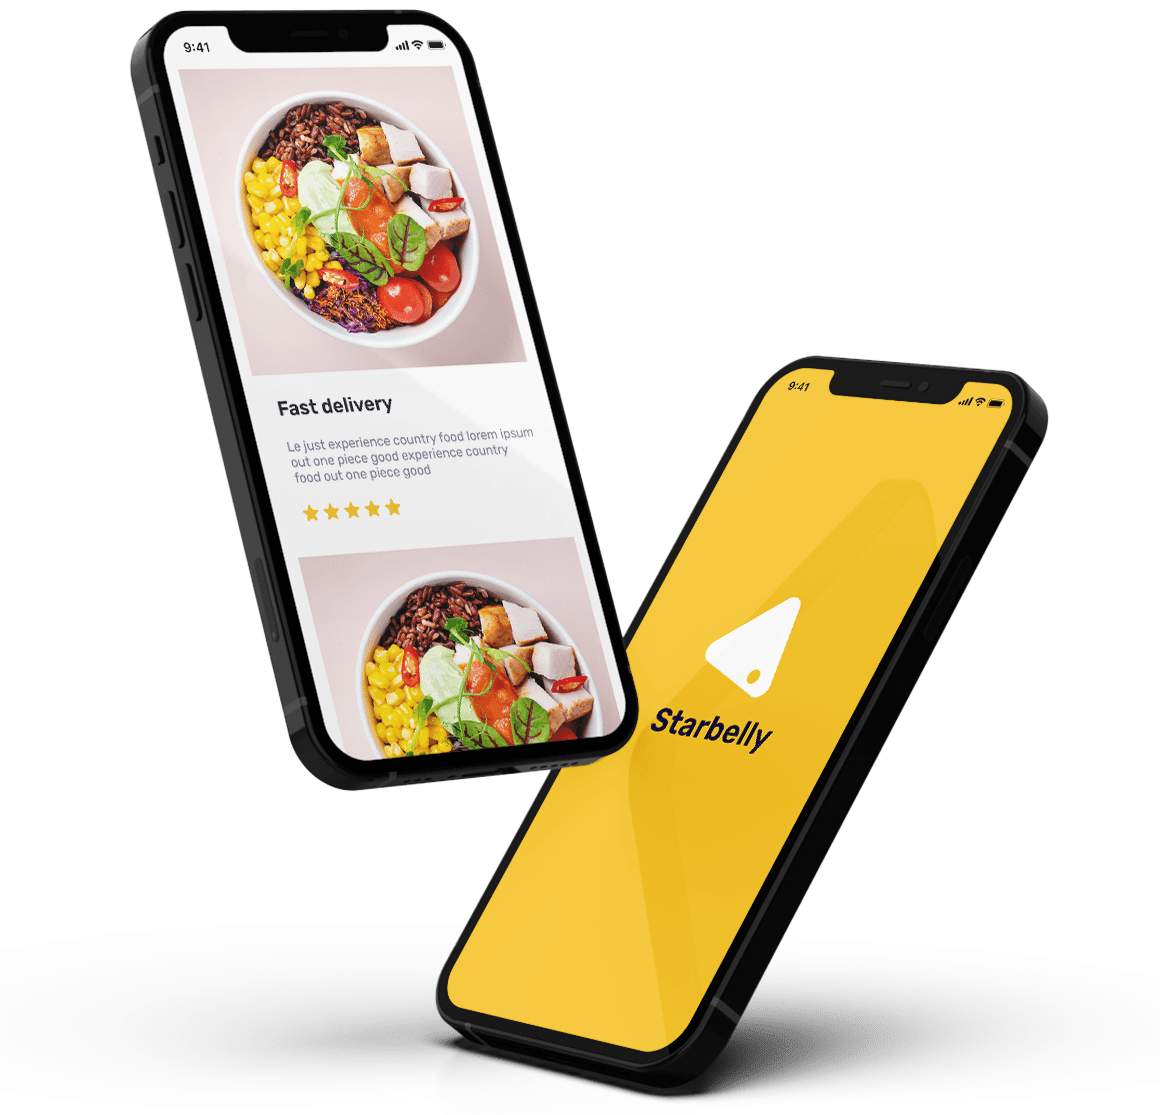 9:41
Fast delivery
Le just experience country food lorem ipsum
out one piece good experience country
food out one piece good
9:41
Starbelly